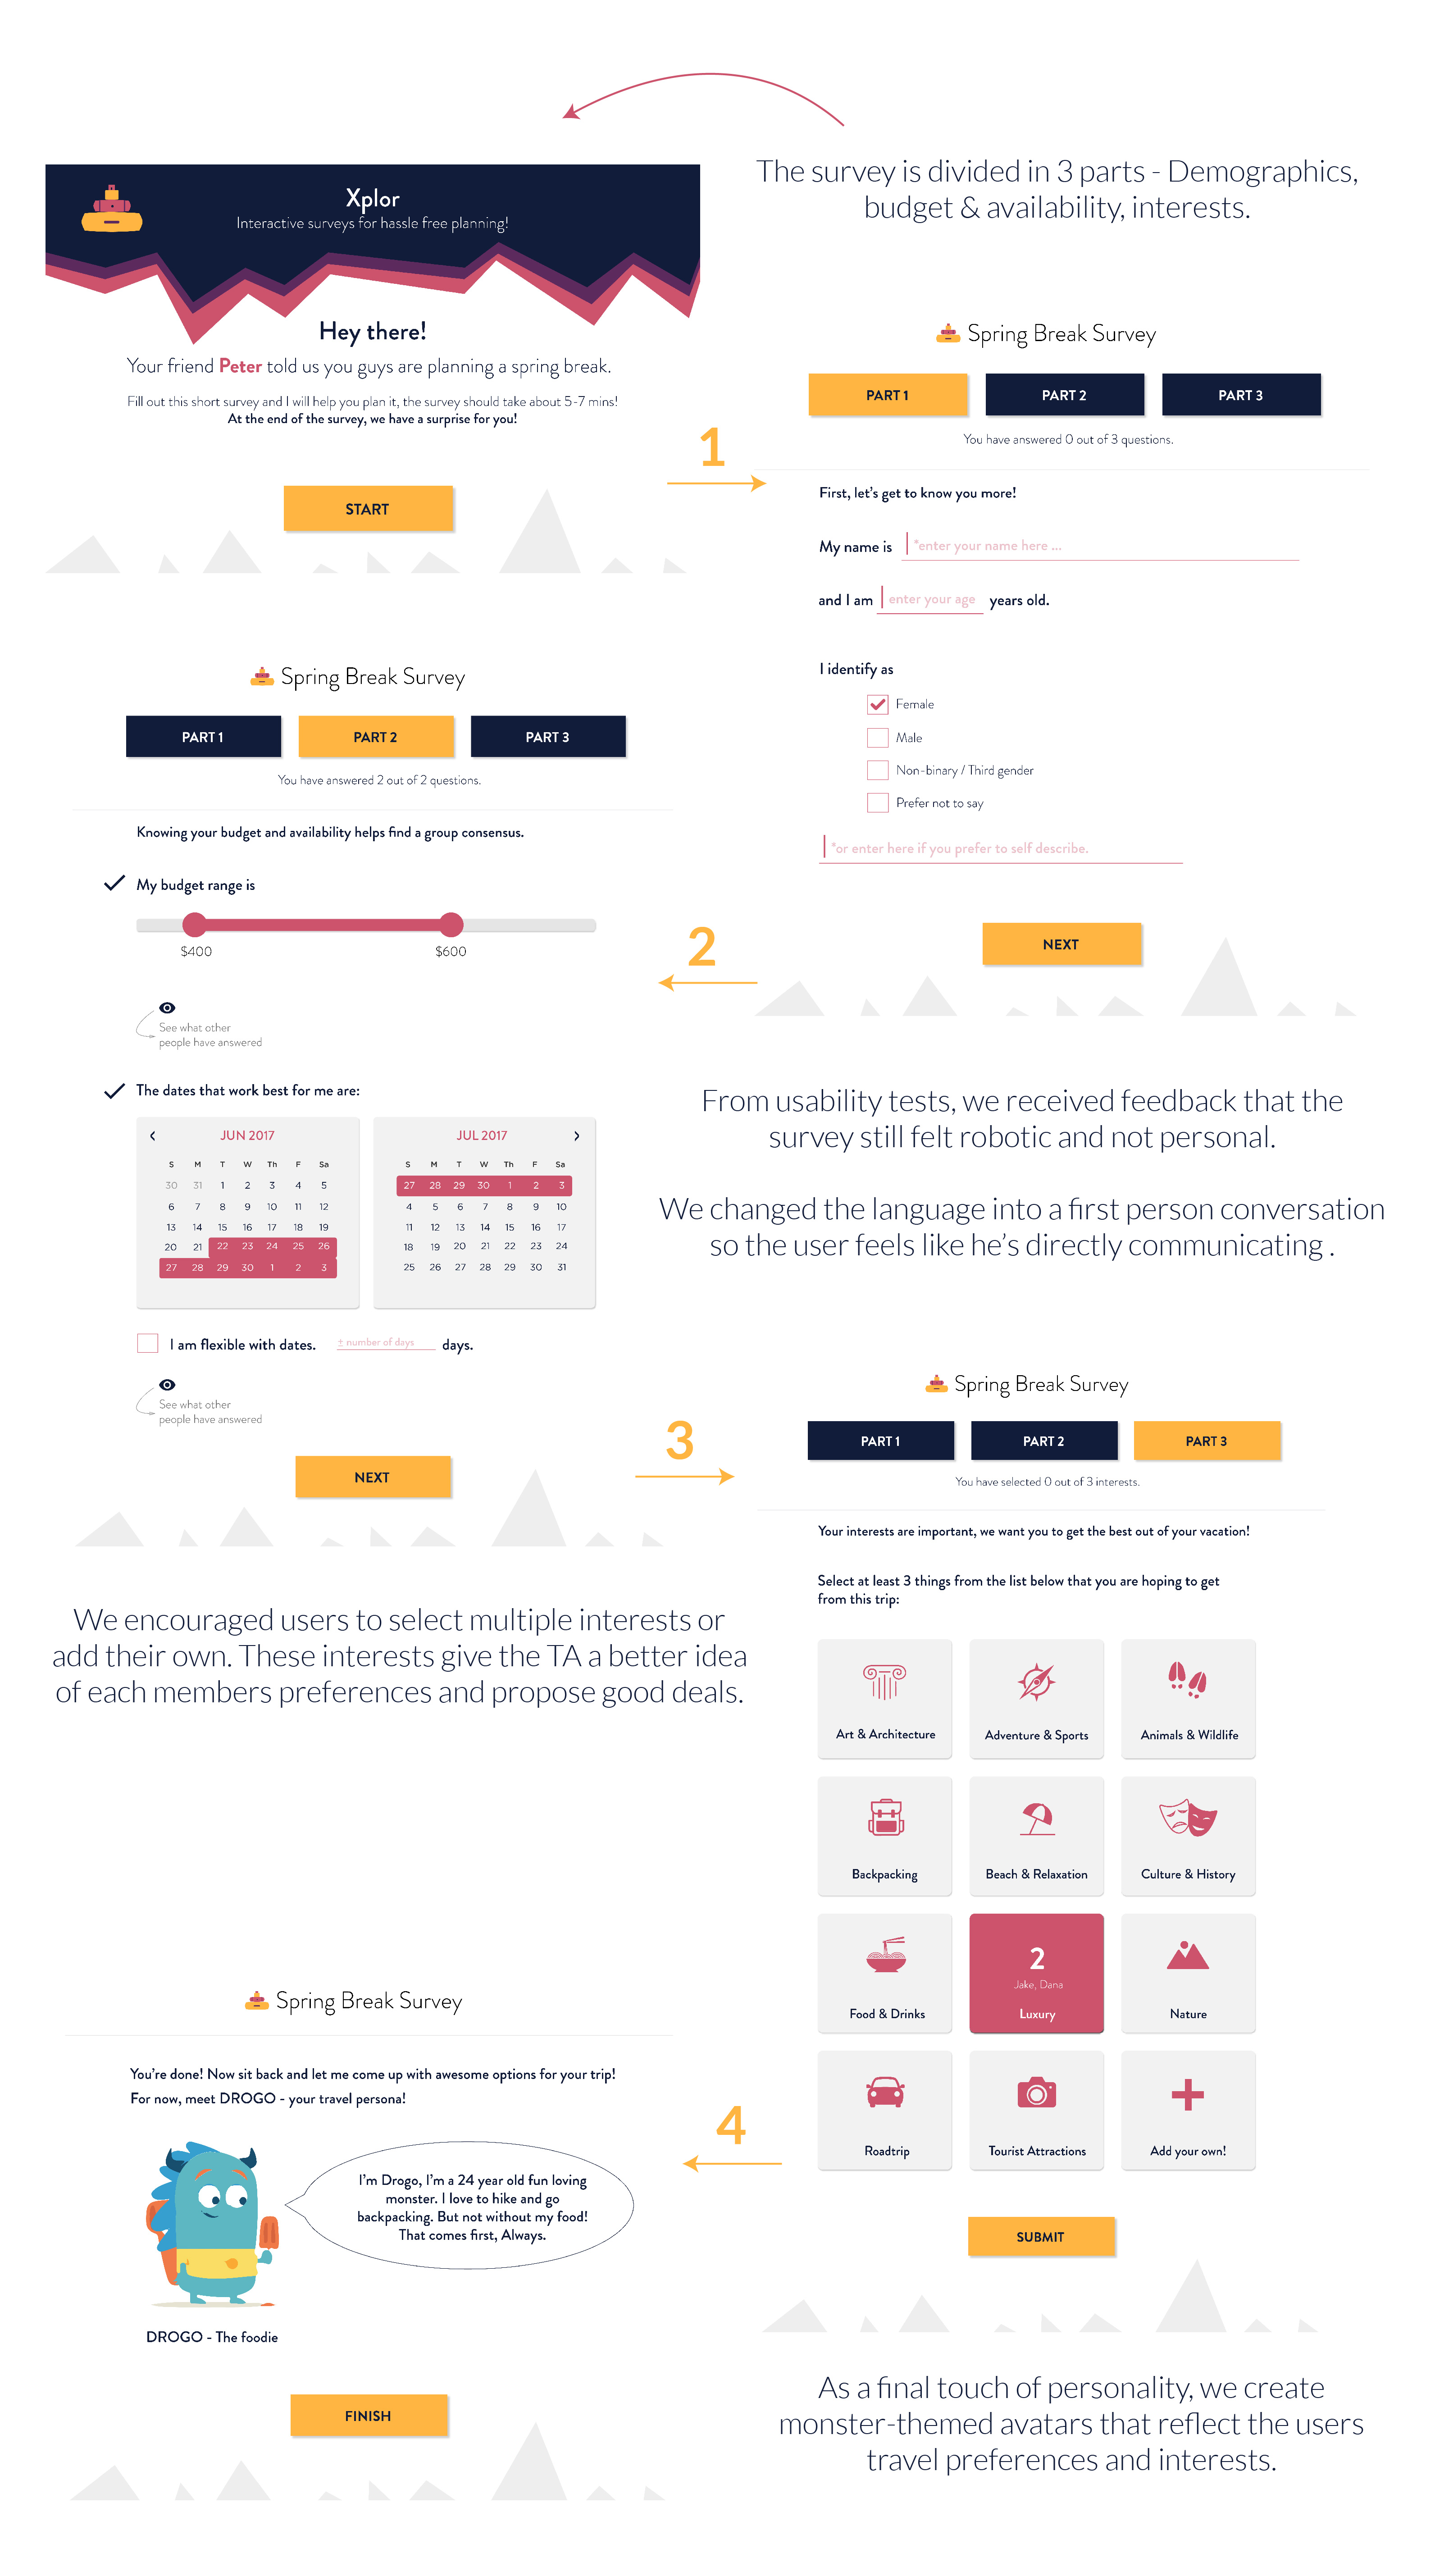 The survey is divided in 3 parts - Demographics,
budget & availability, interests.
Xplor
Interactive surveys for hassle free planning!
Hey there!
Your friend Peter told us you guys are planning a spring break.
Fill out this short survey and I will help you plan it, the survey should take about 5-7 mins!
At the end of the survey, we have a surprise for you!
START
1
Spring Break Survey
PART 1 PART 2 PART 3
You have answered 0 out of 3 questions.
First, let's get to know you more!
My name is *enter your name here ...
and I am enter your age years old.
I identify as
Female
Male
Non-binary / Third gender
Prefer not to say
*or enter here if you prefer to self describe.
NEXT
2
Spring Break Survey
PART 1 PART 2 PART 3
You have answered 2 out of 2 questions.
Knowing your budget and availability helps find a group consensus.
My budget range is
$400 $600
See what other
people have answered
The dates that work best for me are:
JUN 2017
S M T W Th F Sa
30 31 1 2 3 4 5
6 7 8 9 10 11 12
13 14 15 16 17 18 19
20 21 22 23 24 25 26
27 28 29 30 1 2 3
JUL 2017
S M T W Th F Sa
27 28 29 30 1 2 3
4 5 6 7 8 9 10
11 12 13 14 15 16 17
18 19 20 21 22 23 24
25 26 27 28 29 30 31
I am flexible with dates. ± number of days days.
See what other
people have answered
NEXT
From usability tests, we received feedback that the
survey still felt robotic and not personal.
We changed the language into a first person conversation
so the user feels like he's directly communicating .
3
Spring Break Survey
PART 1 PART 2 PART 3
You have selected 0 out of 3 interests.
Your interests are important, we want you to get the best out of your vacation!
Select at least 3 things from the list below that you are hoping to get
from this trip:
Art & Architecture
Adventure & Sports
Animals & Wildlife
Backpacking
Beach & Relaxation
Culture & History
Food & Drinks
2
Jake, Dana
Luxury
Nature
Roadtrip
Tourist Attractions
Add your own!
SUBMIT
We encouraged users to select multiple interests or
add their own. These interests give the TA a better idea
of each members preferences and propose good deals.
4
Spring Break Survey
You're done! Now sit back and let me come up with awesome options for your trip!
For now, meet DROGO - your travel persona!
I'm Drogo, I'm a 24 year old fun loving
monster. I love to hike and go
backpacking. But not without my food!
That comes first, Always.
DROGO - The foodie
FINISH
As a final touch of personality, we create
monster-themed avatars that reflect the users
travel preferences and interests.